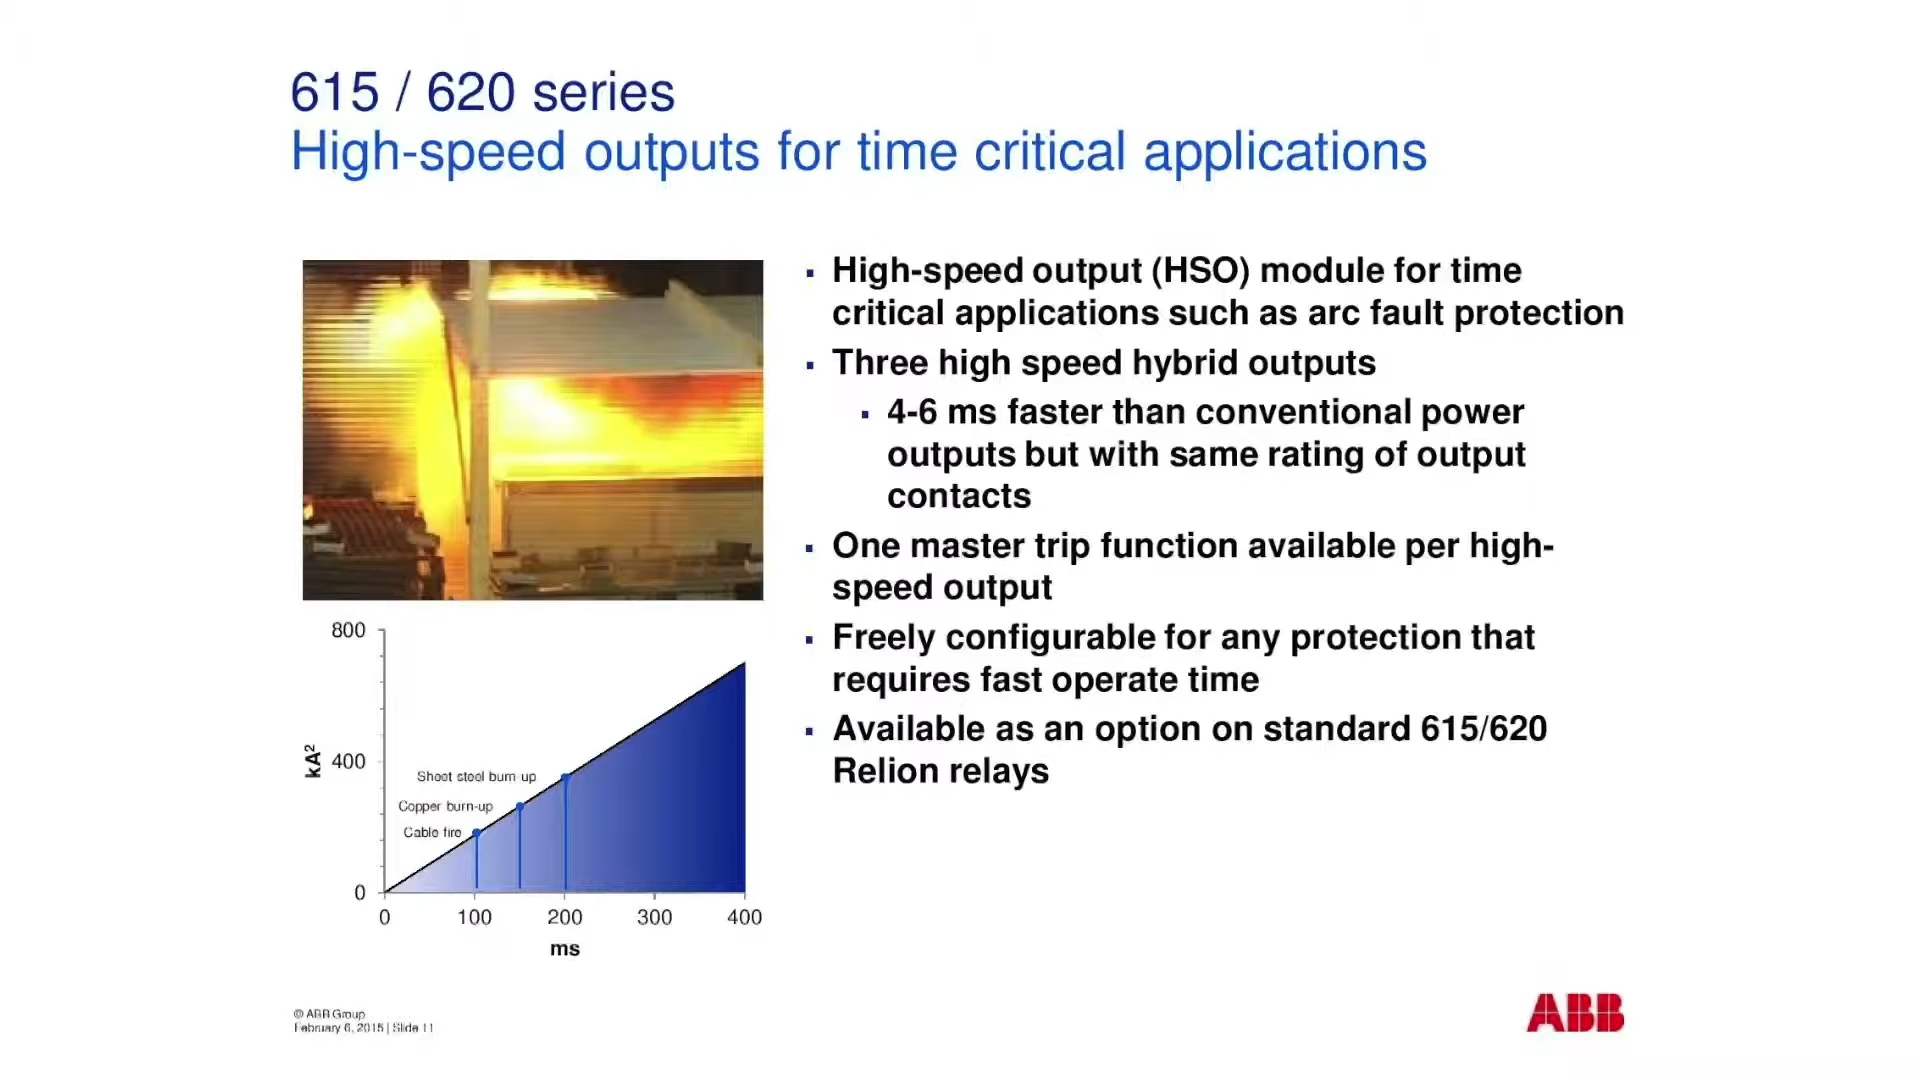 615 / 620 series
High-speed outputs for time critical applications
▪ High-speed output (HSO) module for time
critical applications such as arc fault protection
▪ Three high speed hybrid outputs
▪ 4-6 ms faster than conventional power
outputs but with same rating of output
contacts
▪ One master trip function available per high-
speed output
▪ Freely configurable for any protection that
requires fast operate time
▪ Available as an option on standard 615/620
Relion relays
800
kA²
400
Sheet steel burn-up
Copper burn-up
Cable fire
0
0 100 200 300 400
ms
© ABB Group
February 6, 2015 | Slide 11
ABB